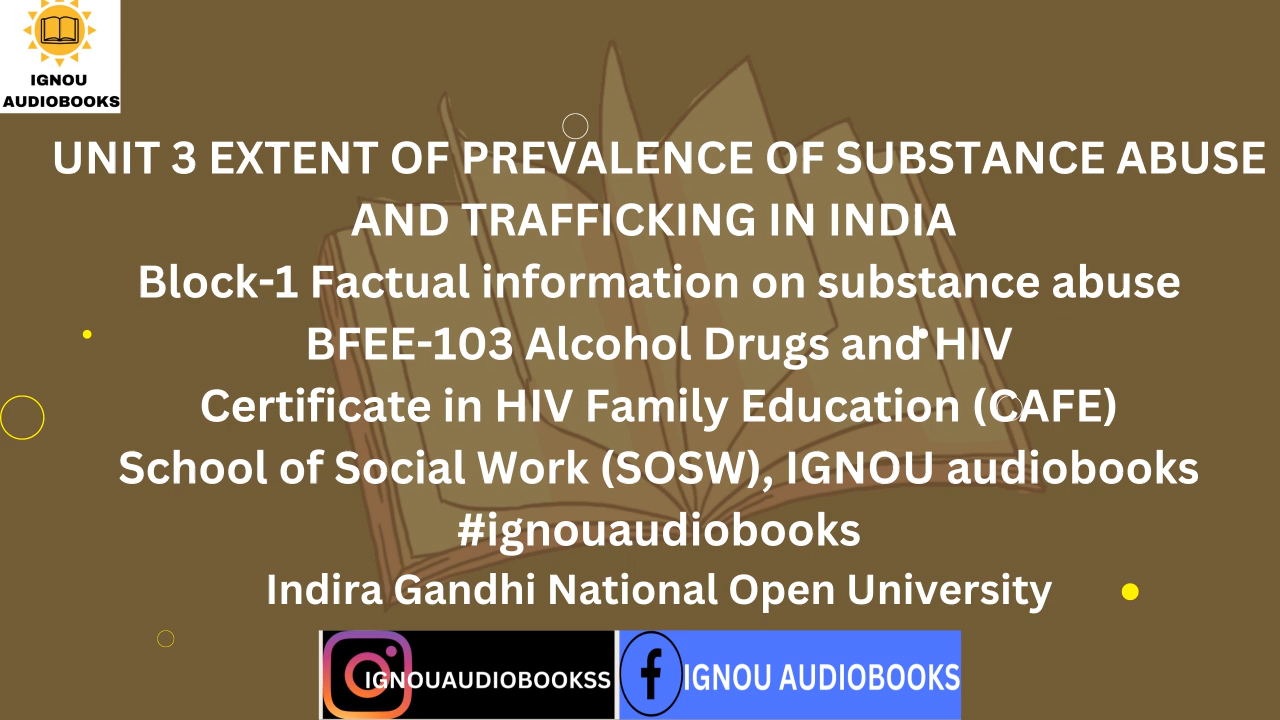 IGNOU
AUDIOBOOKS
UNIT 3 EXTENT OF PREVALENCE OF SUBSTANCE ABUSE
AND TRAFFICKING IN INDIA
Block-1 Factual information on substance abuse
BFEE-103 Alcohol Drugs and HIV
Certificate in HIV Family Education (CAFE)
School of Social Work (SOSW), IGNOU audiobooks
#ignouaudiobooks
Indira Gandhi National Open University
IGNOUAUDIOBOOKSS
IGNOU AUDIOBOOKS